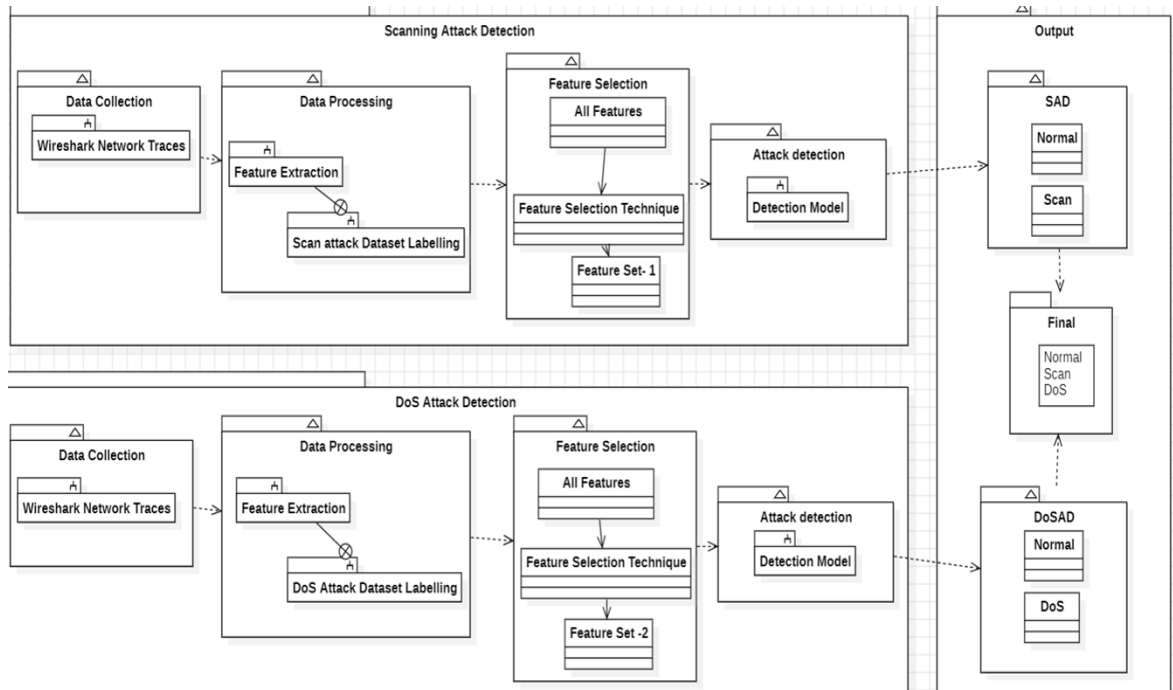 Scanning Attack Detection
Data Collection
Wireshark Network Traces
Data Processing
Feature Extraction
Scan attack Dataset Labelling
Feature Selection
All Features
Feature Selection Technique
Feature Set- 1
Attack detection
Detection Model
DoS Attack Detection
Data Collection
Wireshark Network Traces
Data Processing
Feature Extraction
DoS Attack Dataset Labelling
Feature Selection
All Features
Feature Selection Technique
Feature Set -2
Attack detection
Detection Model
Output
SAD
Normal
Scan
Final
Normal
Scan
DoS
DoSAD
Normal
DoS